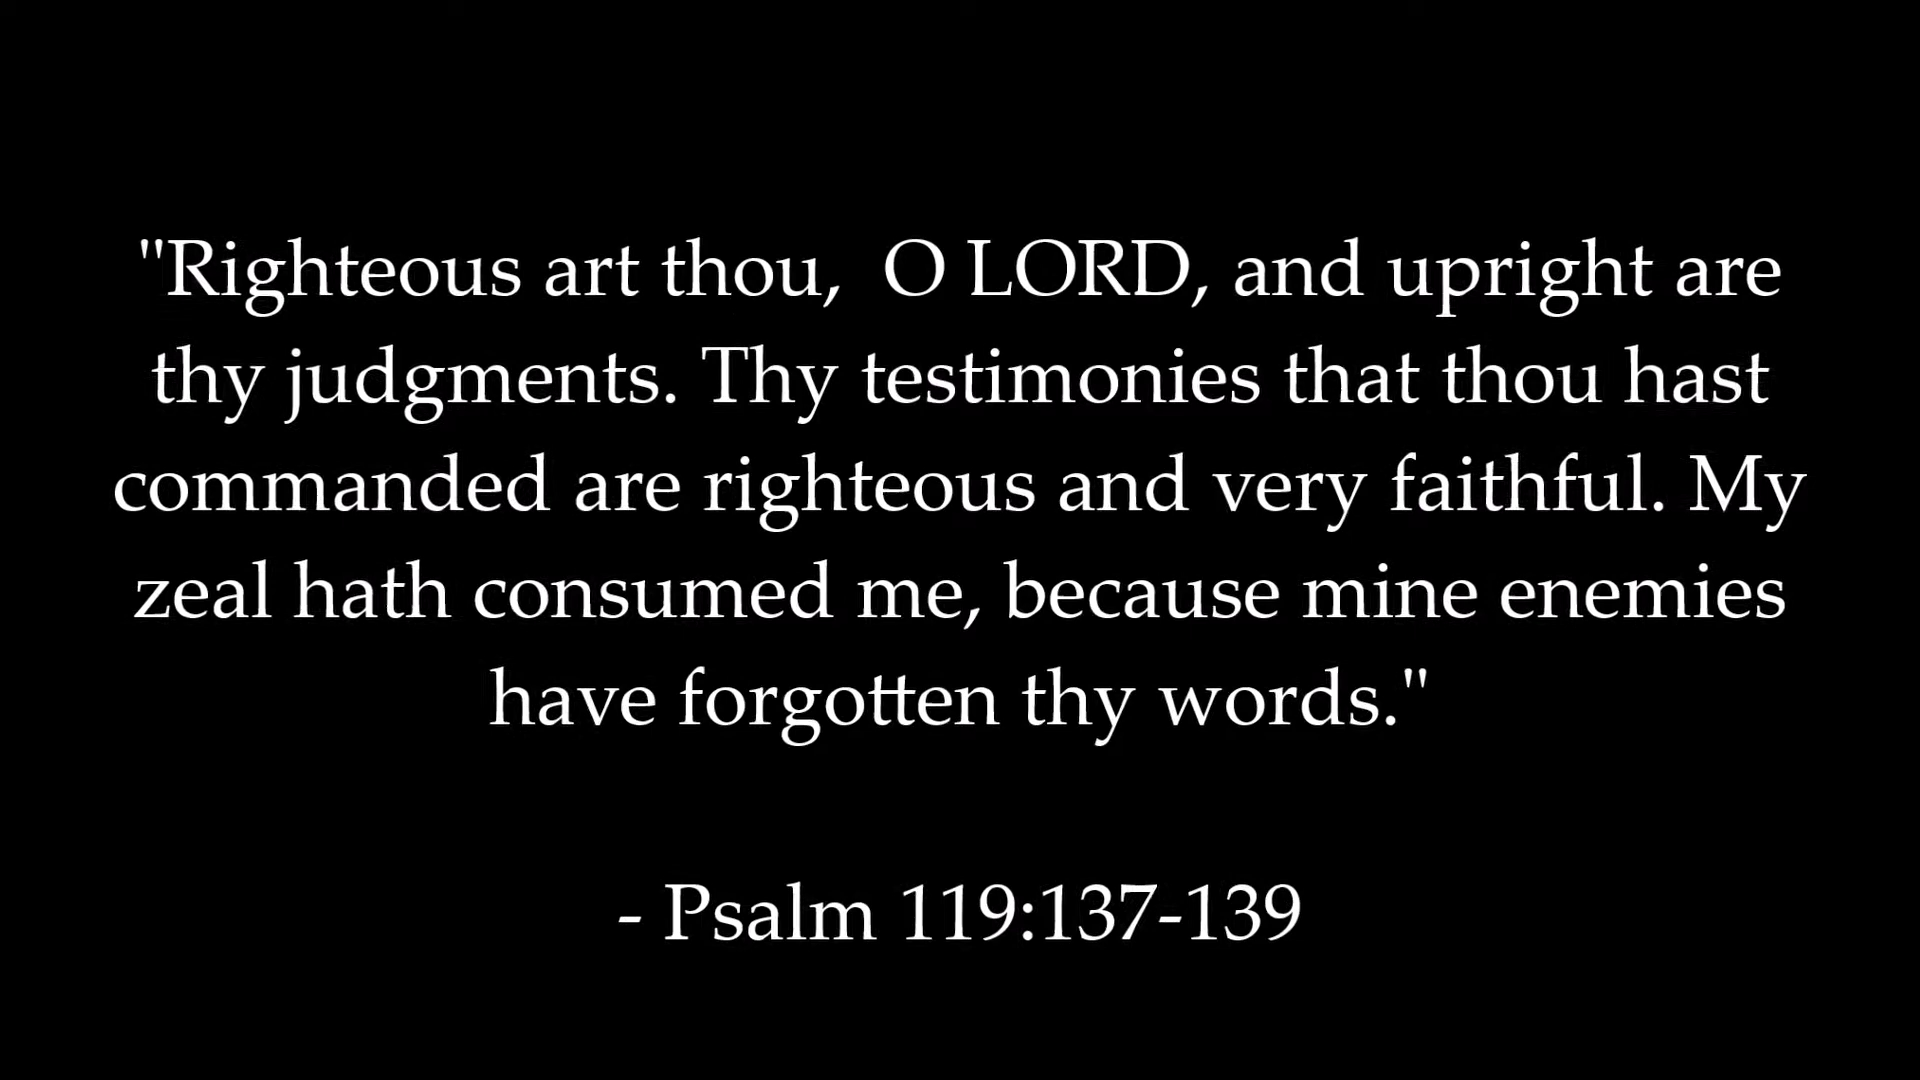 "Righteous art thou,  O LORD, and upright are
thy judgments. Thy testimonies that thou hast
commanded are righteous and very faithful. My
zeal hath consumed me, because mine enemies
have forgotten thy words."
- Psalm 119:137-139